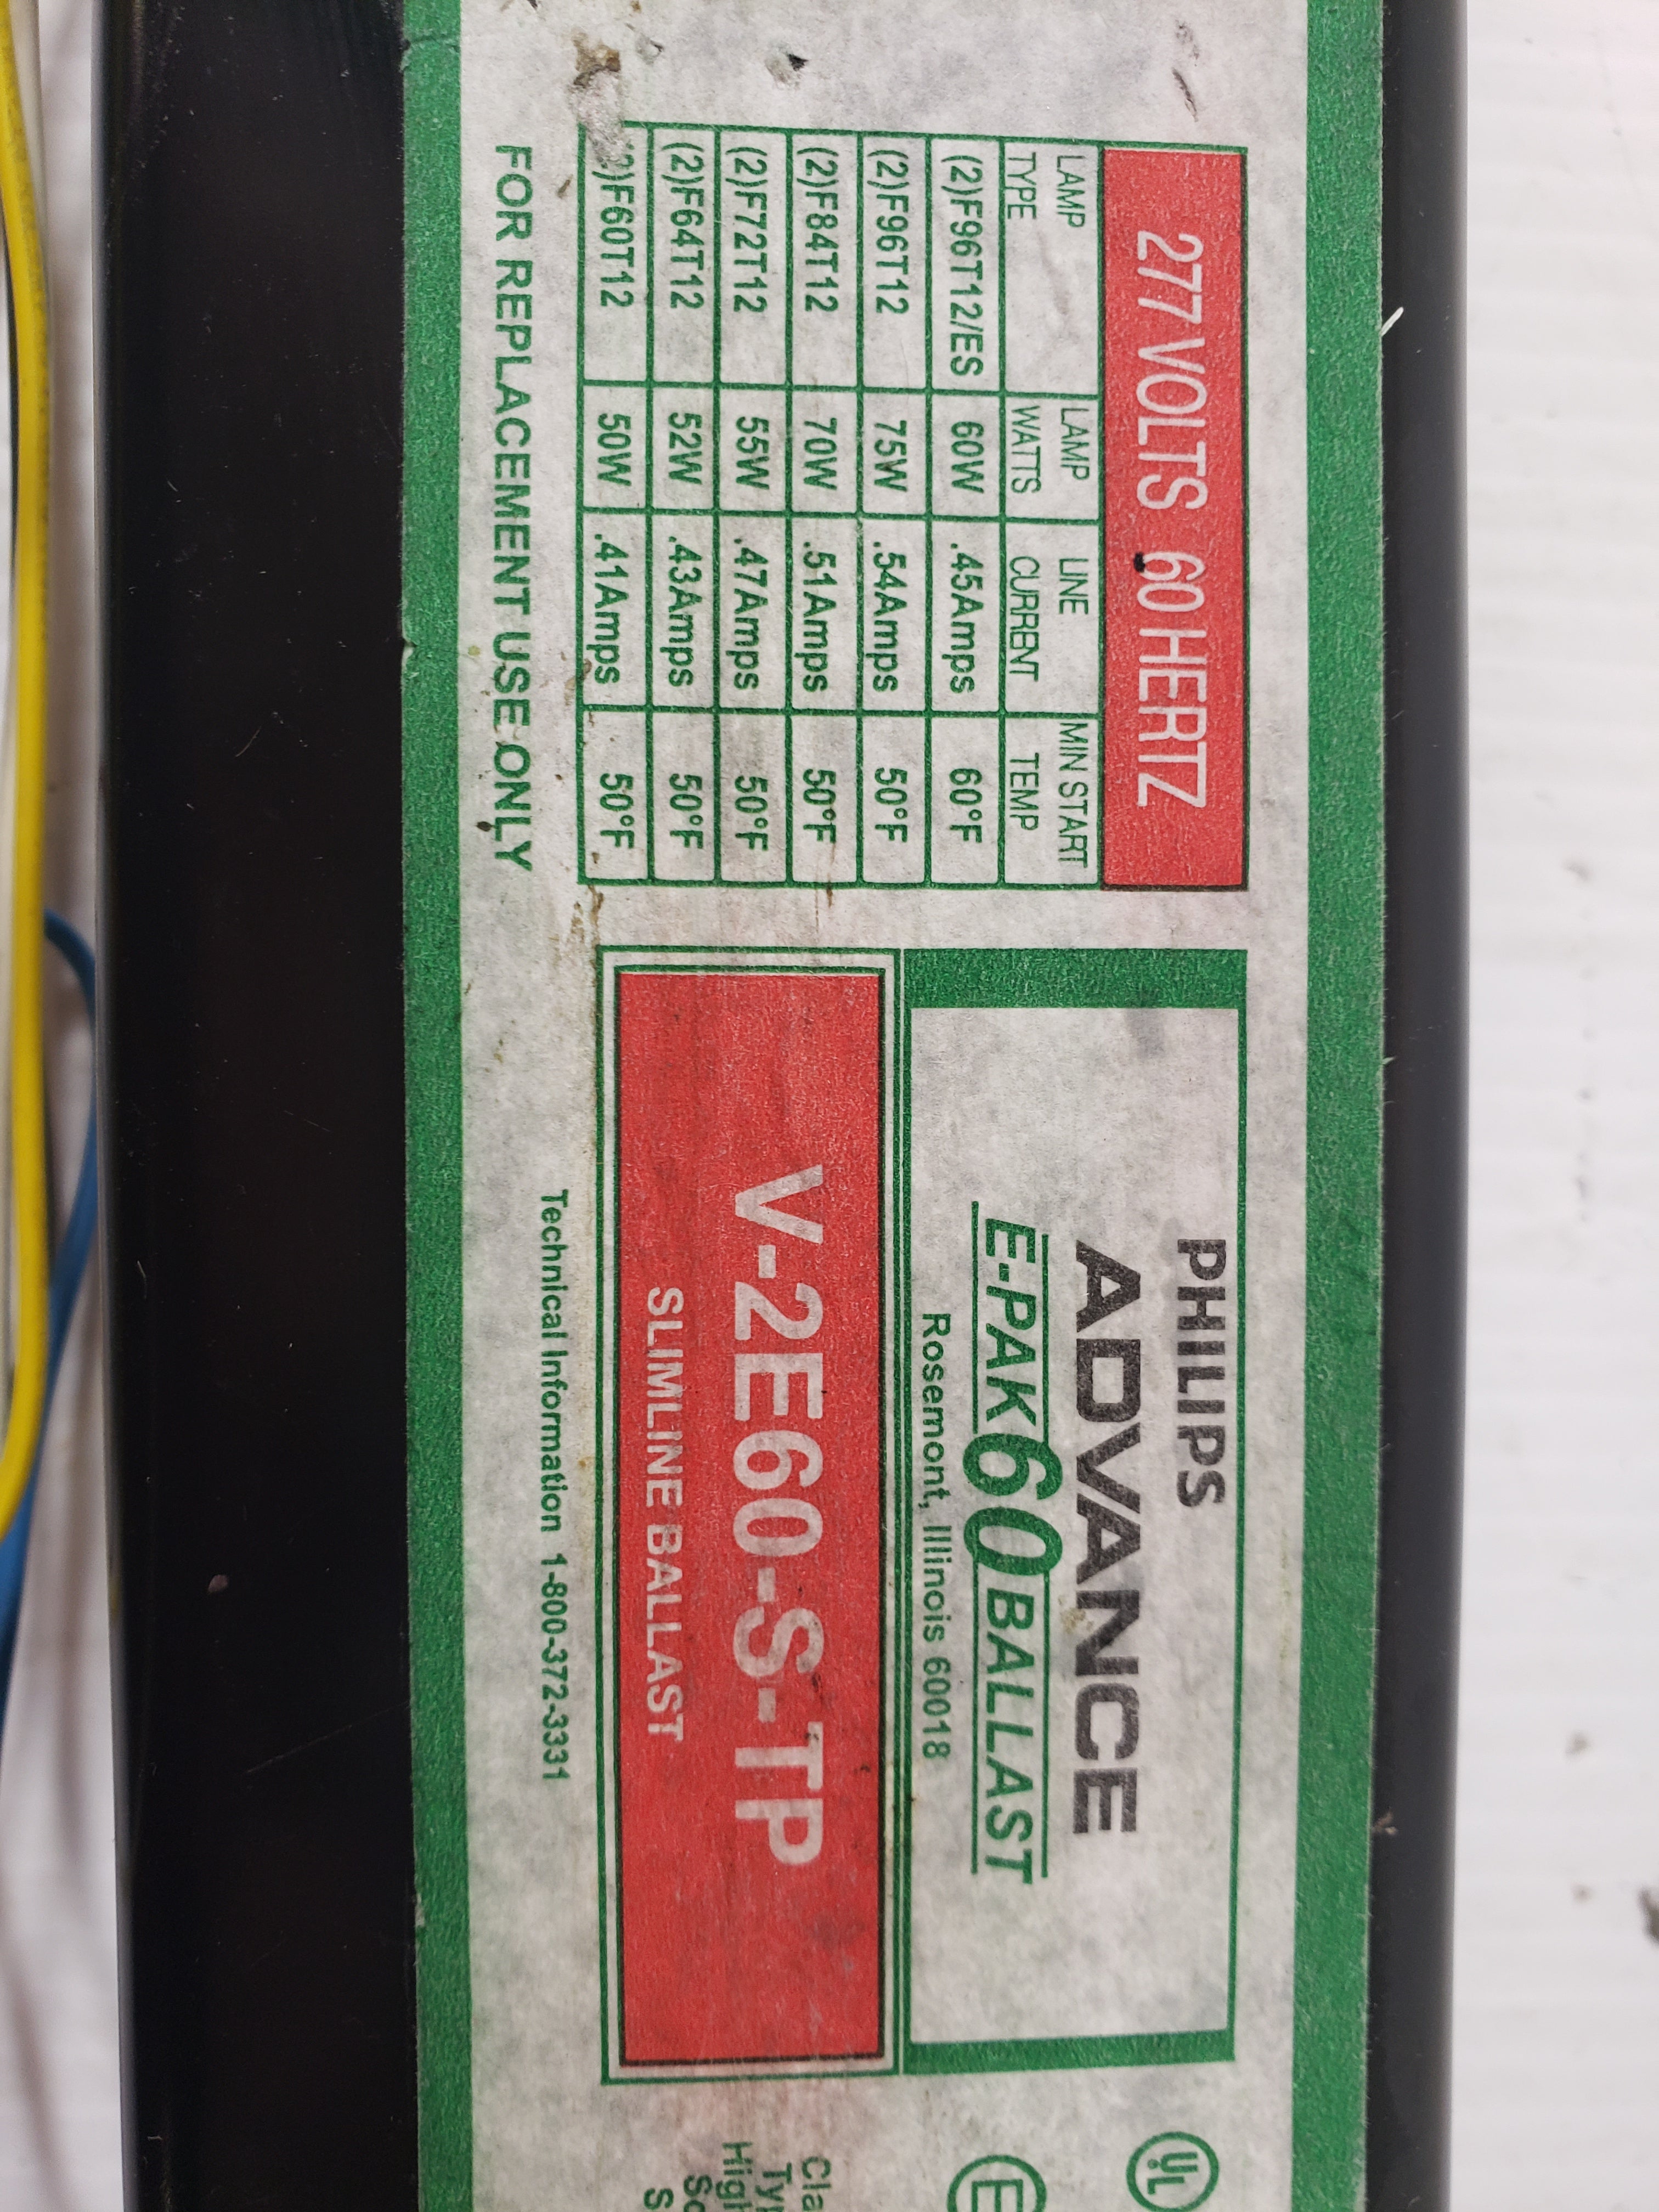 277 VOLTS 60 HERTZ
LAMP TYPE LAMP WATTS LINE CURRENT MIN START TEMP
(2)F96T12/ES 60W .45Amps 60°F
(2)F96T12 75W .54Amps 50°F
(2)F84T12 70W .51Amps 50°F
(2)F72T12 55W .47Amps 50°F
(2)F64T12 52W .43Amps 50°F
2)F60T12 50W .41Amps 50°F
FOR REPLACEMENT USE ONLY
PHILIPS
ADVANCE
E-PAK60BALLAST
Rosemont, Illinois 60018
V-2E60-S-TP
SLIMLINE BALLAST
Technical Information 1-800-372-3331
UL
E